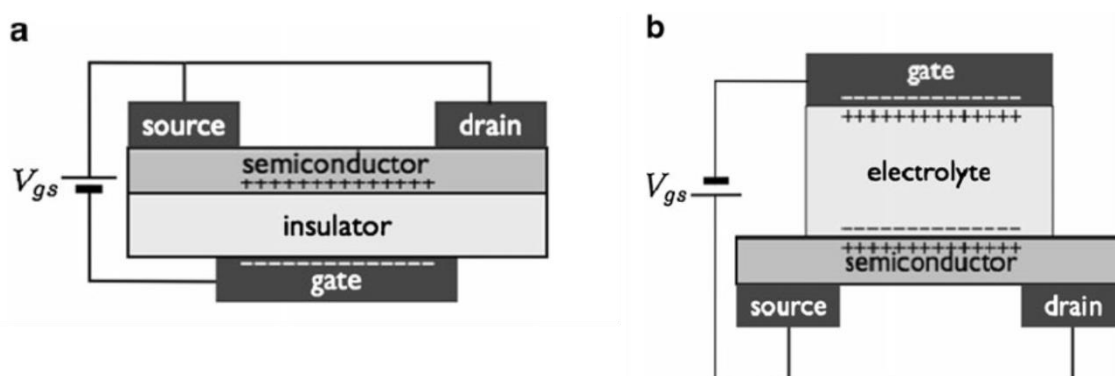 a
source
drain
semiconductor
++++++++++++++
V_gs
insulator
gate
b
gate
+++++++++++++
electrolyte
V_gs
+++++++++++++
semiconductor
source
drain